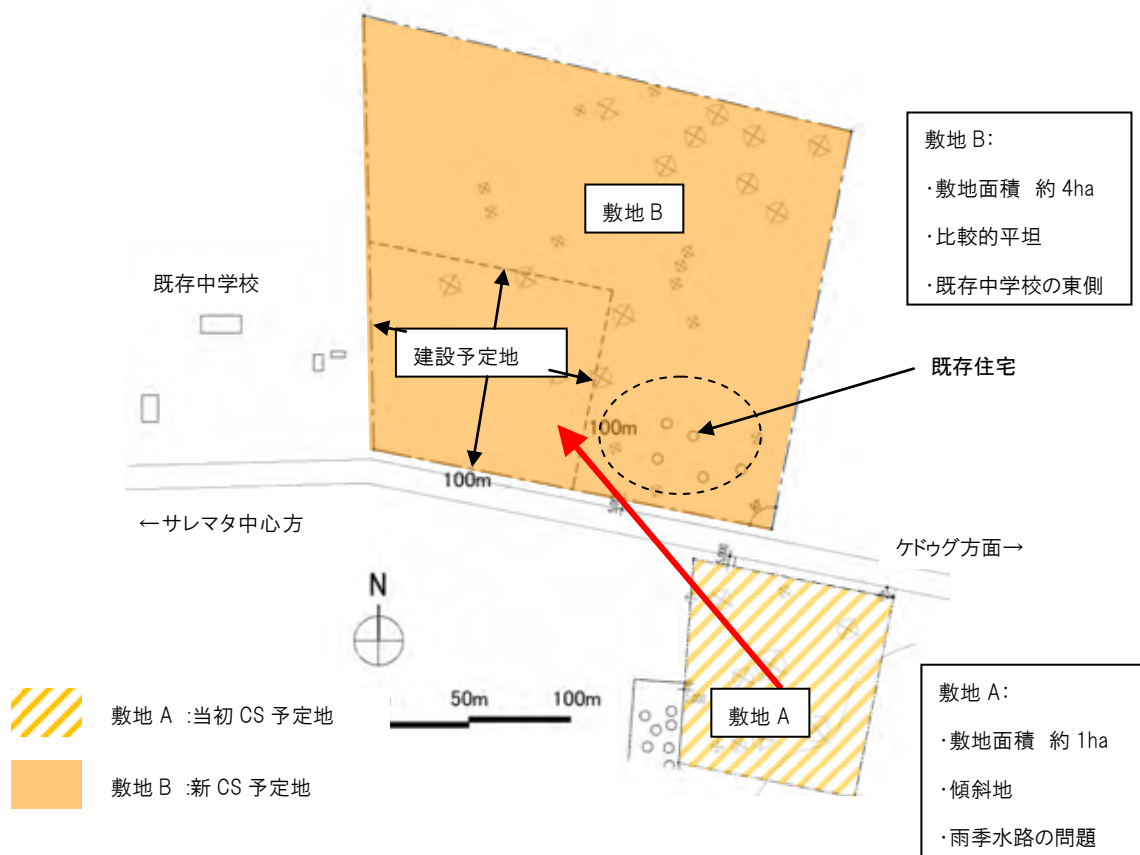 敷地 B:
・敷地面積 約 4ha
・比較的平坦
・既存中学校の東側
敷地 B
既存中学校
建設予定地
既存住宅
100m
100m
←サレマタ中心方
ケドゥグ方面→
N
50m 100m
敷地 A :当初 CS 予定地
敷地 B :新 CS 予定地
敷地 A
敷地 A:
・敷地面積 約 1ha
・傾斜地
・雨季水路の問題